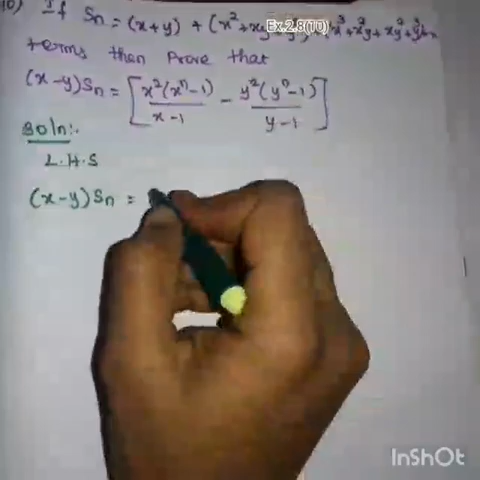 10) If Sn = (x+y) + (x²+xy+y²) + (x³+x²y+xy²+y³)+...n
Ex.2.8(10)
terms then Prove that
(x-y)Sn = [x²(xⁿ-1)/x-1 - y²(yⁿ-1)/y-1]
Soln:-
L.H.S
(x-y)Sn =
InShOt